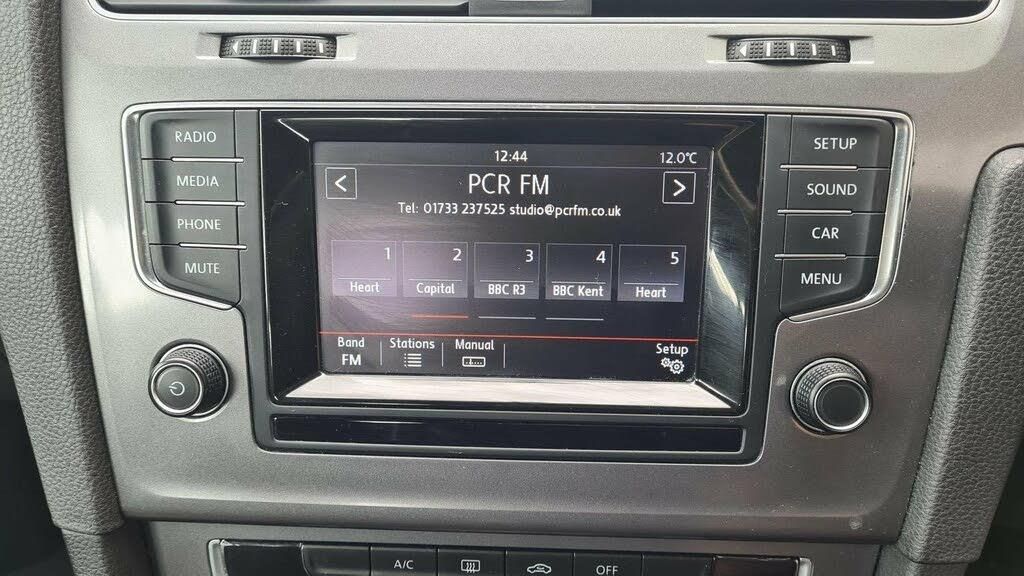 RADIO
MEDIA
PHONE
MUTE
12:44 12.0°C
< PCR FM >
Tel: 01733 237525 studio@pcrfm.co.uk
1 2 3 4 5
Heart Capital BBC R3 BBC Kent Heart
Band Stations Manual Setup
FM
SETUP
SOUND
CAR
MENU
A/C OFF